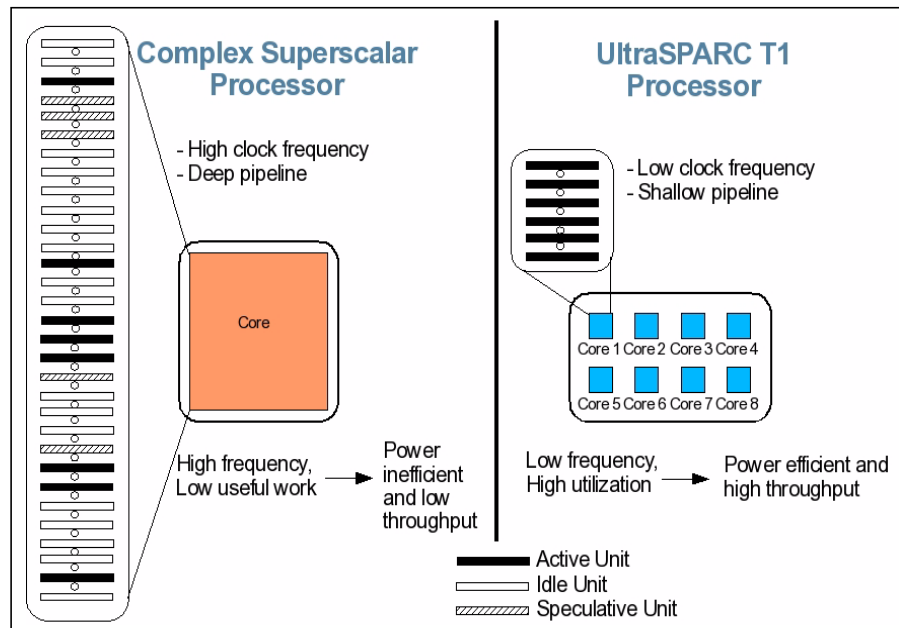 Complex Superscalar
Processor
- High clock frequency
- Deep pipeline
Core
High frequency,
Low useful work
Power
inefficient
and low
throughput
UltraSPARC T1
Processor
- Low clock frequency
- Shallow pipeline
Core 1 Core 2 Core 3 Core 4
Core 5 Core 6 Core 7 Core 8
Low frequency,
High utilization
Power efficient and
high throughput
Active Unit
Idle Unit
Speculative Unit